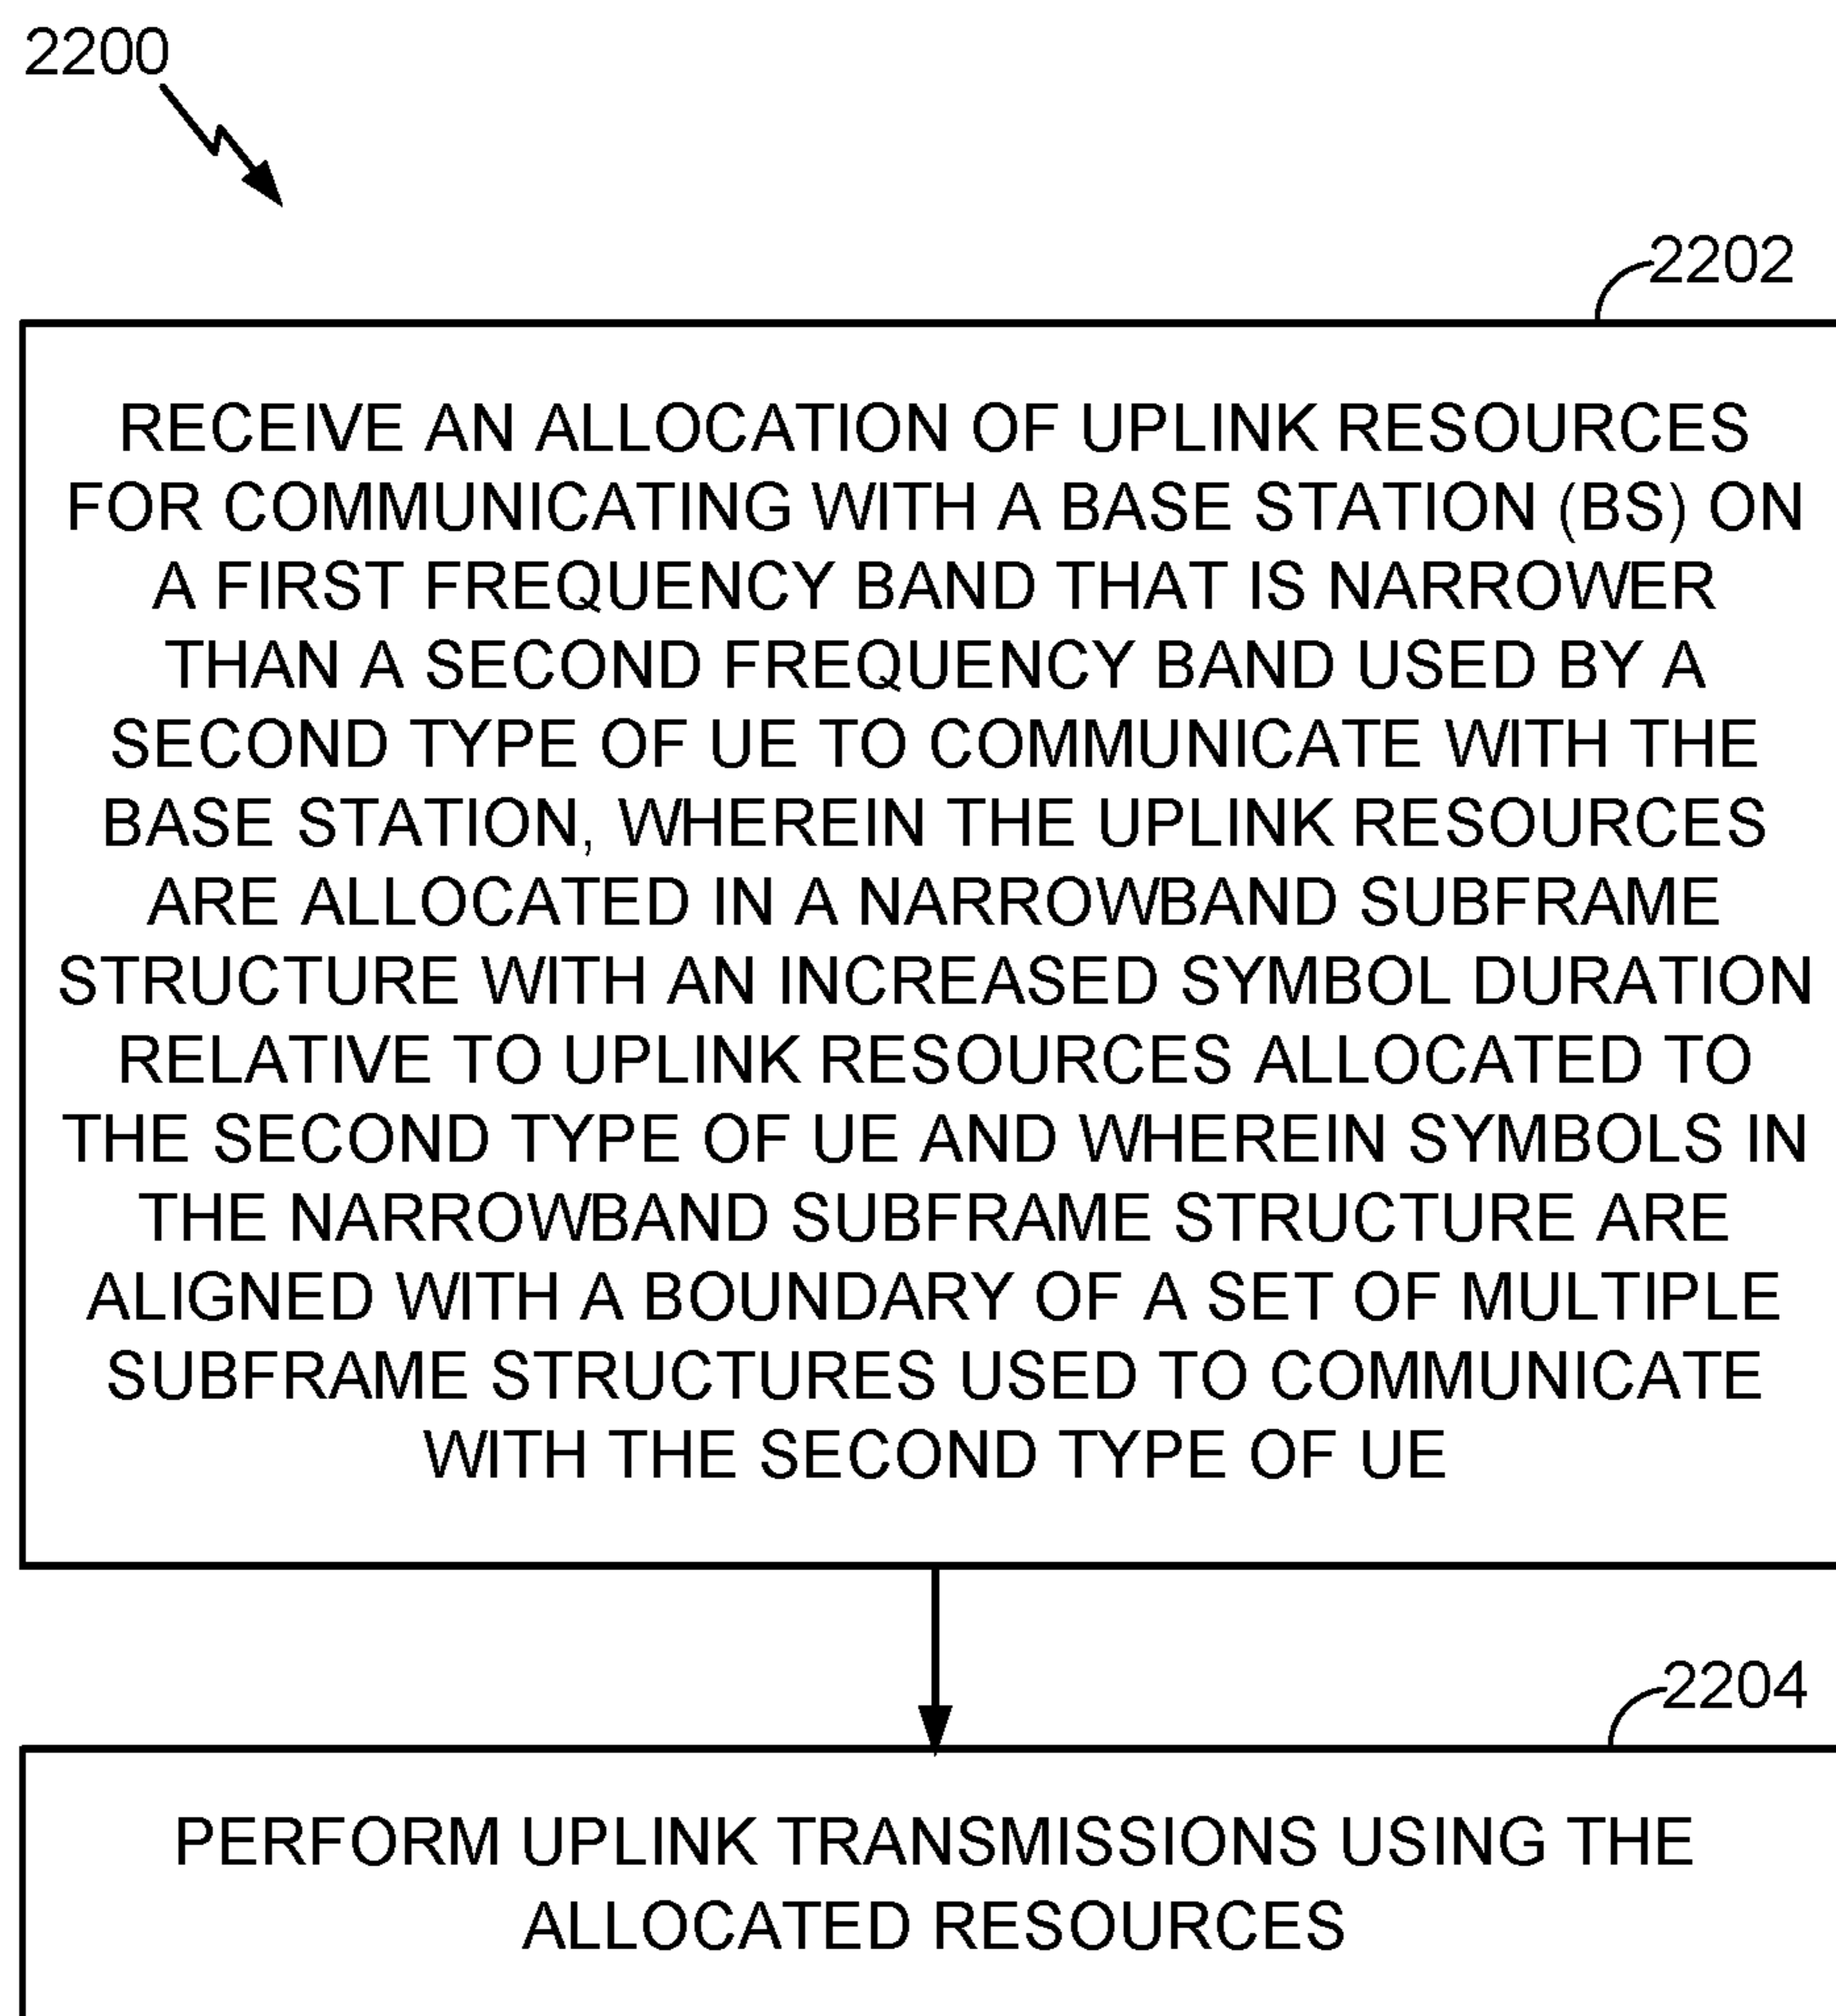 2200
2202
RECEIVE AN ALLOCATION OF UPLINK RESOURCES
FOR COMMUNICATING WITH A BASE STATION (BS) ON
A FIRST FREQUENCY BAND THAT IS NARROWER
THAN A SECOND FREQUENCY BAND USED BY A
SECOND TYPE OF UE TO COMMUNICATE WITH THE
BASE STATION, WHEREIN THE UPLINK RESOURCES
ARE ALLOCATED IN A NARROWBAND SUBFRAME
STRUCTURE WITH AN INCREASED SYMBOL DURATION
RELATIVE TO UPLINK RESOURCES ALLOCATED TO
THE SECOND TYPE OF UE AND WHEREIN SYMBOLS IN
THE NARROWBAND SUBFRAME STRUCTURE ARE
ALIGNED WITH A BOUNDARY OF A SET OF MULTIPLE
SUBFRAME STRUCTURES USED TO COMMUNICATE
WITH THE SECOND TYPE OF UE
2204
PERFORM UPLINK TRANSMISSIONS USING THE
ALLOCATED RESOURCES